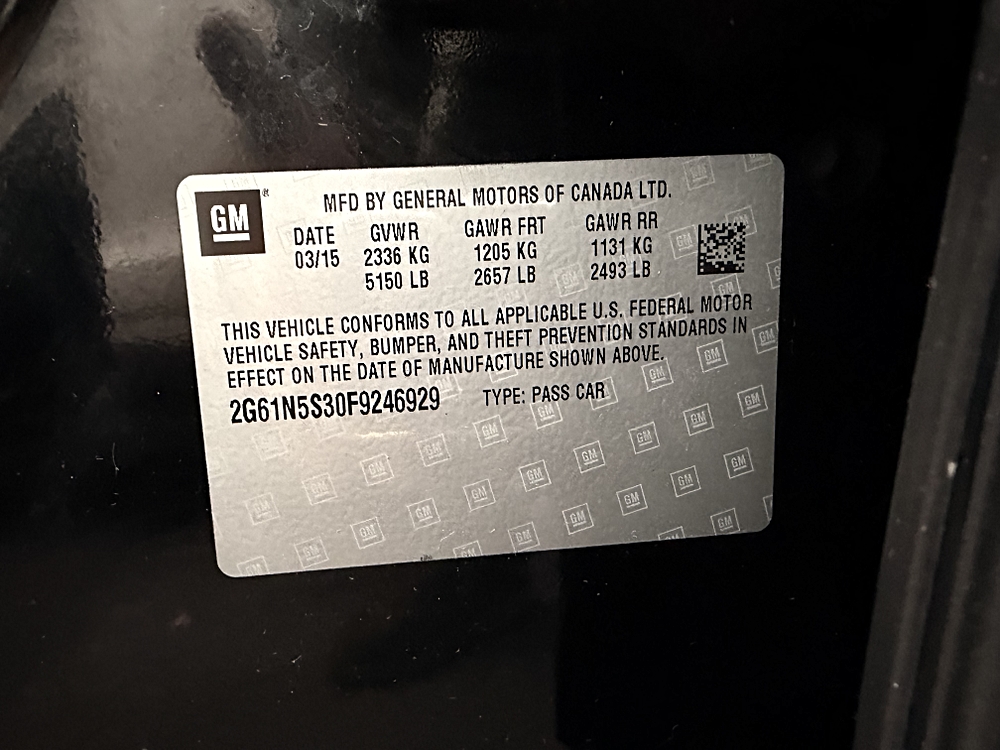 GM®
MFD BY GENERAL MOTORS OF CANADA LTD.
DATE GVWR GAWR FRT GAWR RR
03/15 2336 KG 1205 KG 1131 KG
5150 LB 2657 LB 2493 LB
THIS VEHICLE CONFORMS TO ALL APPLICABLE U.S. FEDERAL MOTOR
VEHICLE SAFETY, BUMPER, AND THEFT PREVENTION STANDARDS IN
EFFECT ON THE DATE OF MANUFACTURE SHOWN ABOVE.
2G61N5S30F9246929 TYPE: PASS CAR